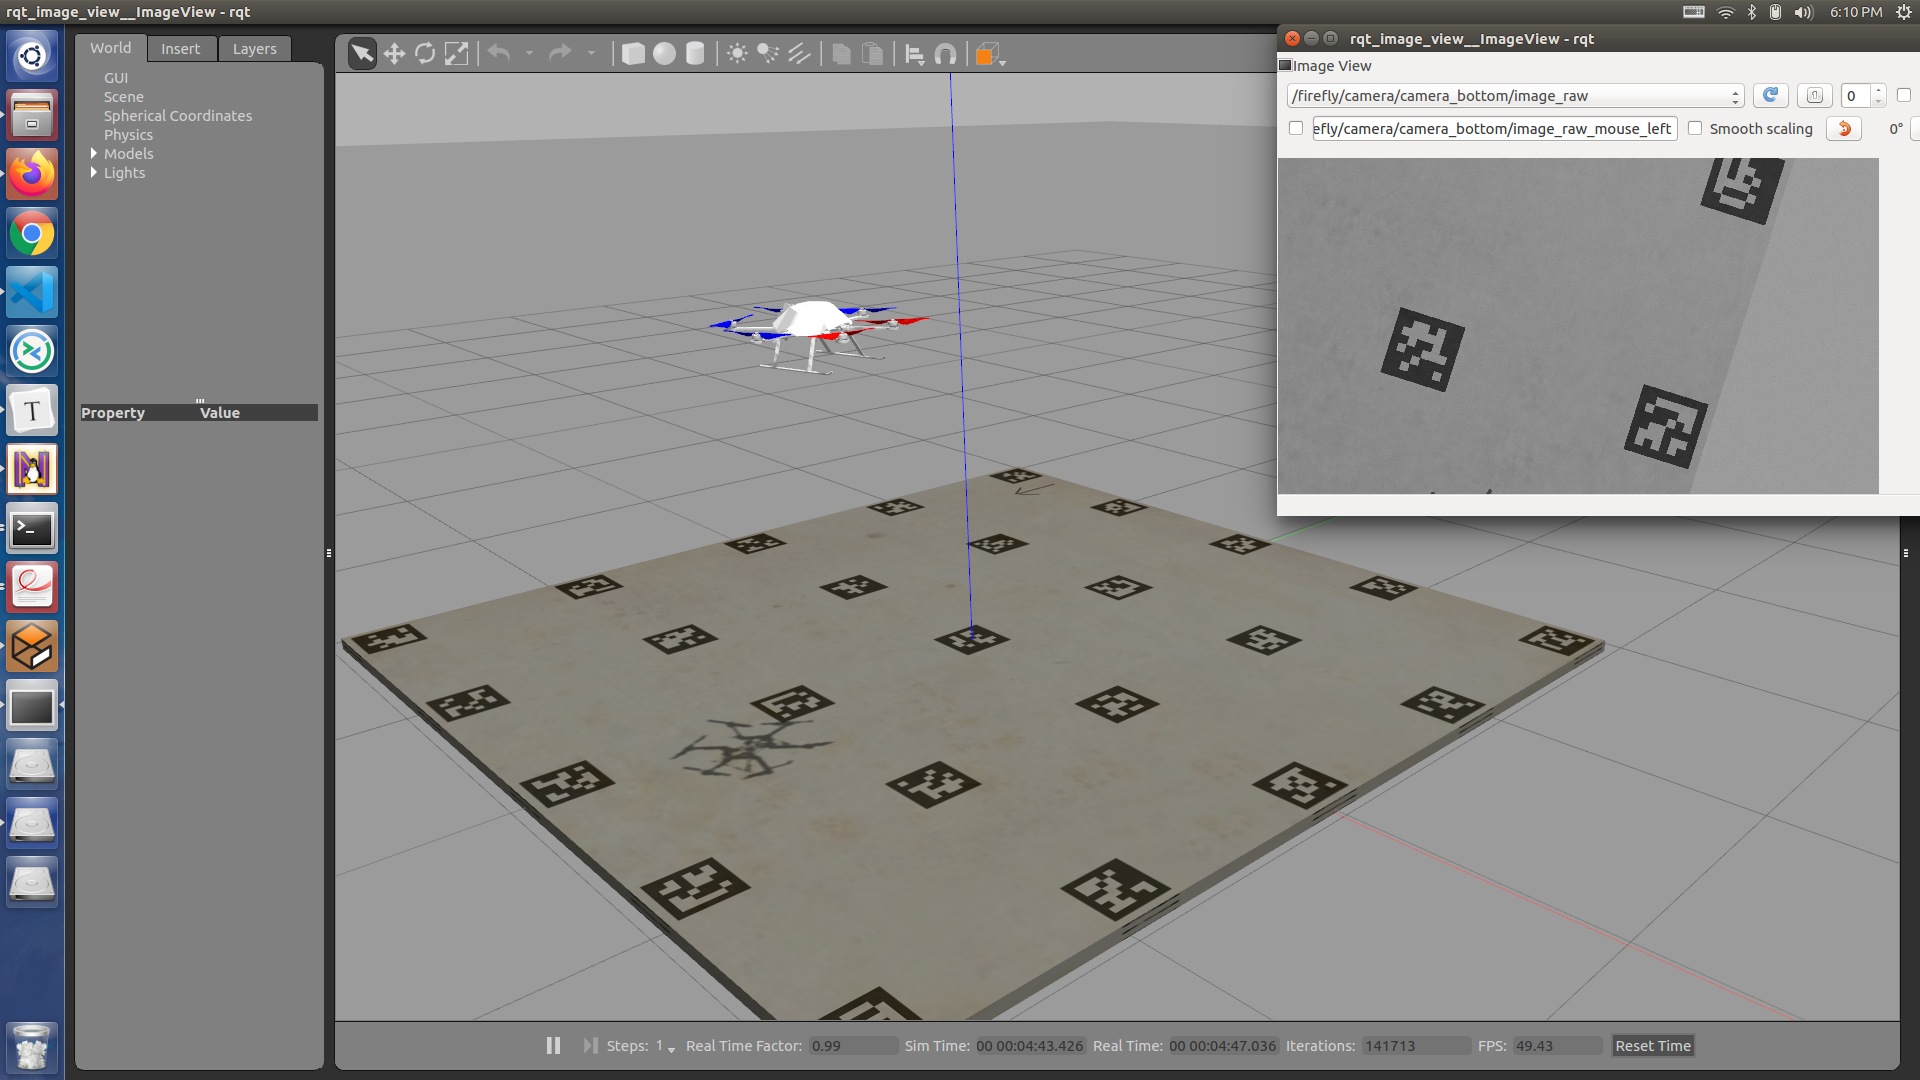 rqt_image_view__ImageView - rqt
6:10 PM
World Insert Layers
GUI
Scene
Spherical Coordinates
Physics
Models
Lights
Property Value
T
rqt_image_view__ImageView - rqt
Image View
/firefly/camera/camera_bottom/image_raw
0
efly/camera/camera_bottom/image_raw_mouse_left
Smooth scaling
0°
Steps: 1 Real Time Factor: 0.99 Sim Time: 00 00:04:43.426 Real Time: 00 00:04:47.036 Iterations: 141713 FPS: 49.43 Reset Time